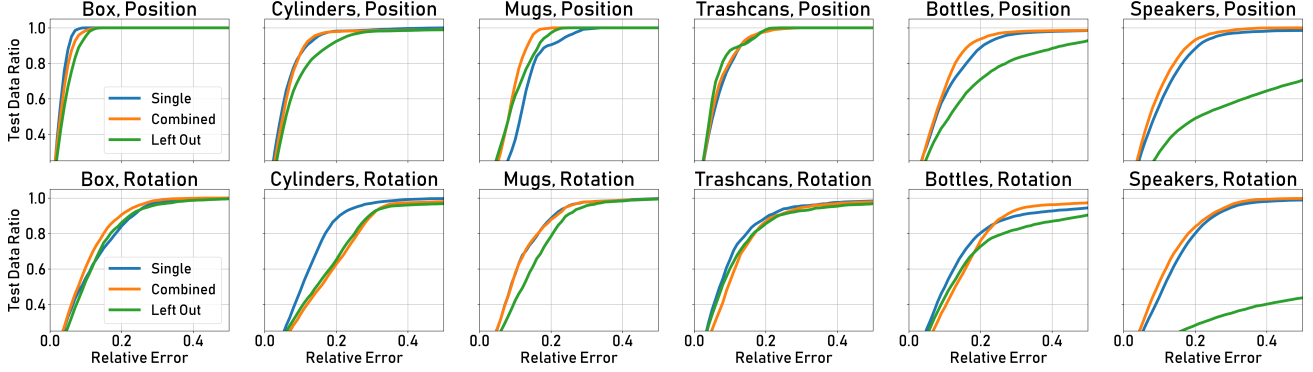 Box, Position
Cylinders, Position
Mugs, Position
Trashcans, Position
Bottles, Position
Speakers, Position
Test Data Ratio
1.0
0.8
0.6
0.4
Single
Combined
Left Out
Box, Rotation
Cylinders, Rotation
Mugs, Rotation
Trashcans, Rotation
Bottles, Rotation
Speakers, Rotation
Test Data Ratio
1.0
0.8
0.6
0.4
Single
Combined
Left Out
0.0 0.2 0.4
0.0 0.2 0.4
0.0 0.2 0.4
0.0 0.2 0.4
0.0 0.2 0.4
0.0 0.2 0.4
Relative Error
Relative Error
Relative Error
Relative Error
Relative Error
Relative Error